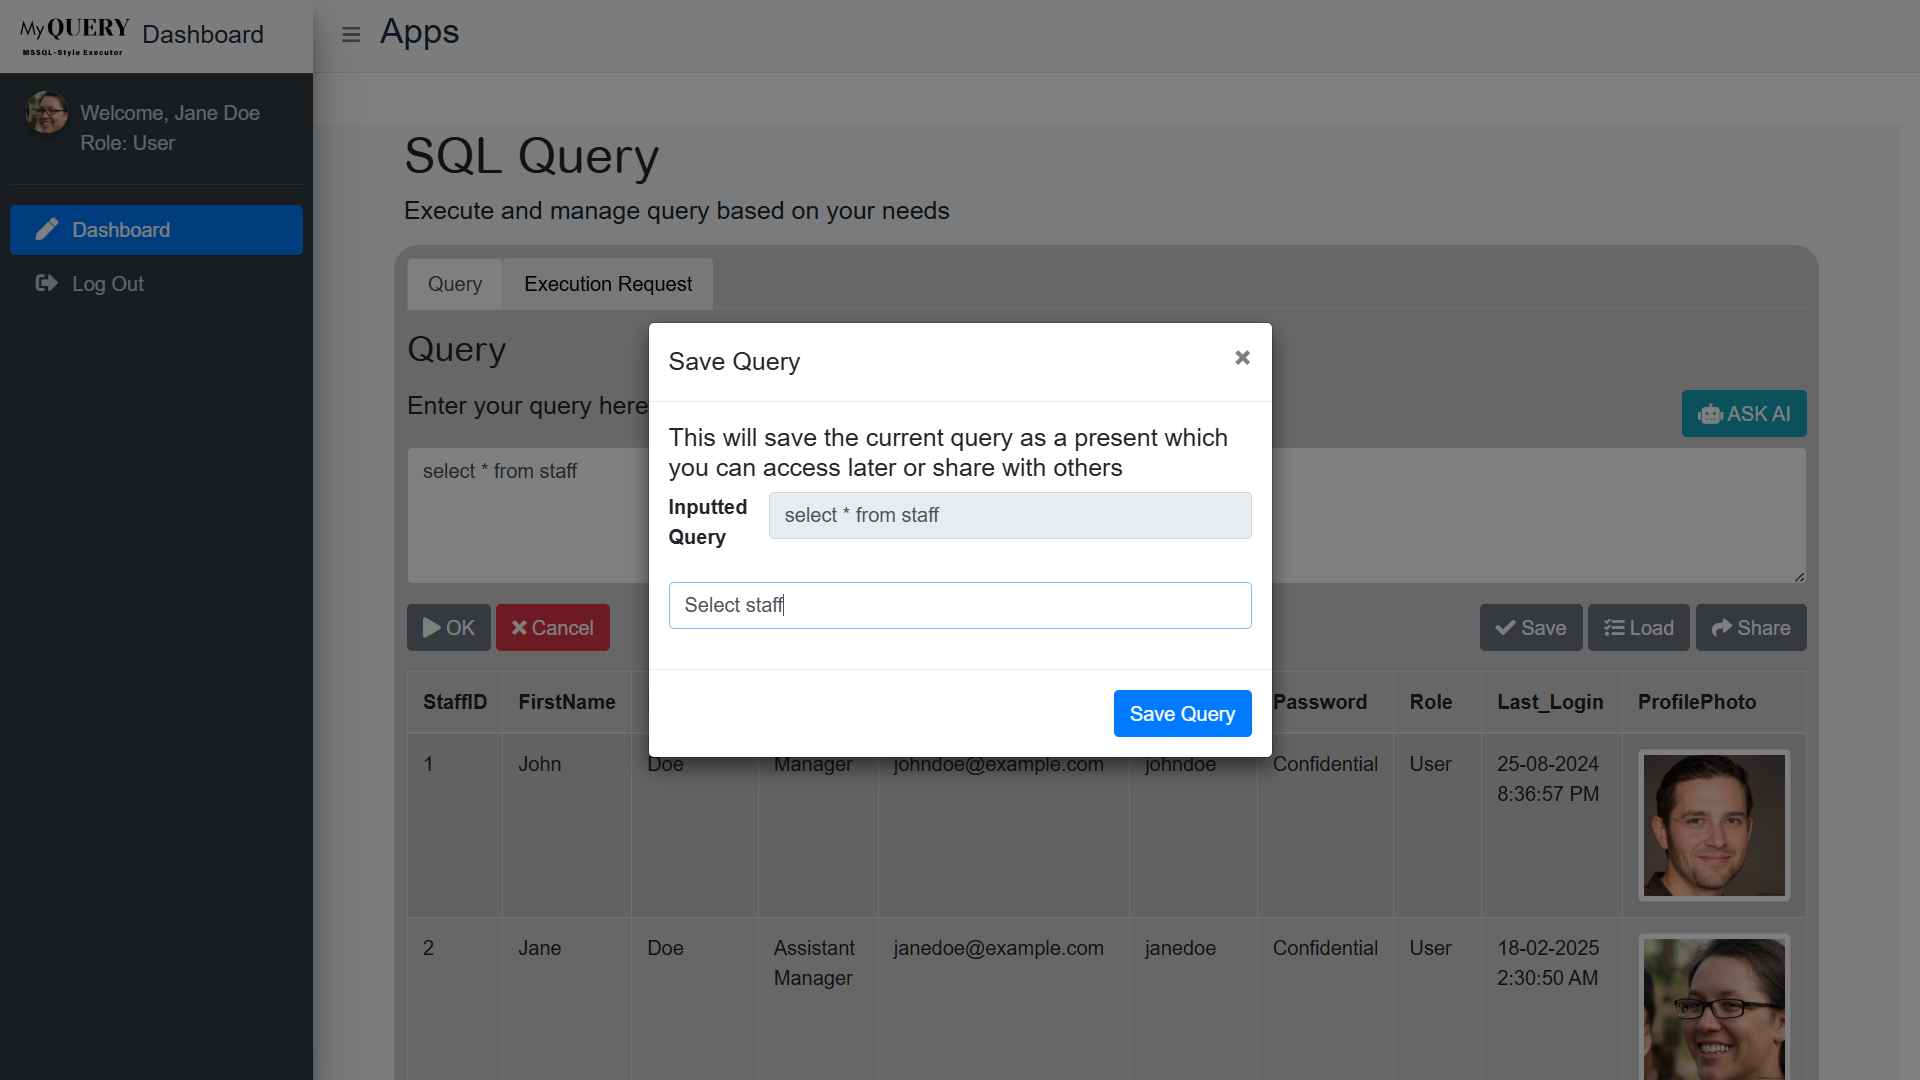 My QUERY
MSSQL-Style Executor
Dashboard
Apps
Welcome, Jane Doe
Role: User
Dashboard
Log Out
SQL Query
Execute and manage query based on your needs
Query
Execution Request
Query
Enter your query here
ASK AI
select * from staff
OK
Cancel
Save
Load
Share
Save Query
×
This will save the current query as a present which
you can access later or share with others
Inputted
Query
select * from staff
Select staff
Save Query
StaffID FirstName Password Role Last_Login ProfilePhoto
1 John Doe Manager johndoe@example.com johndoe Confidential User 25-08-2024
8:36:57 PM
2 Jane Doe Assistant janedoe@example.com janedoe Confidential User 18-02-2025
Manager 2:30:50 AM